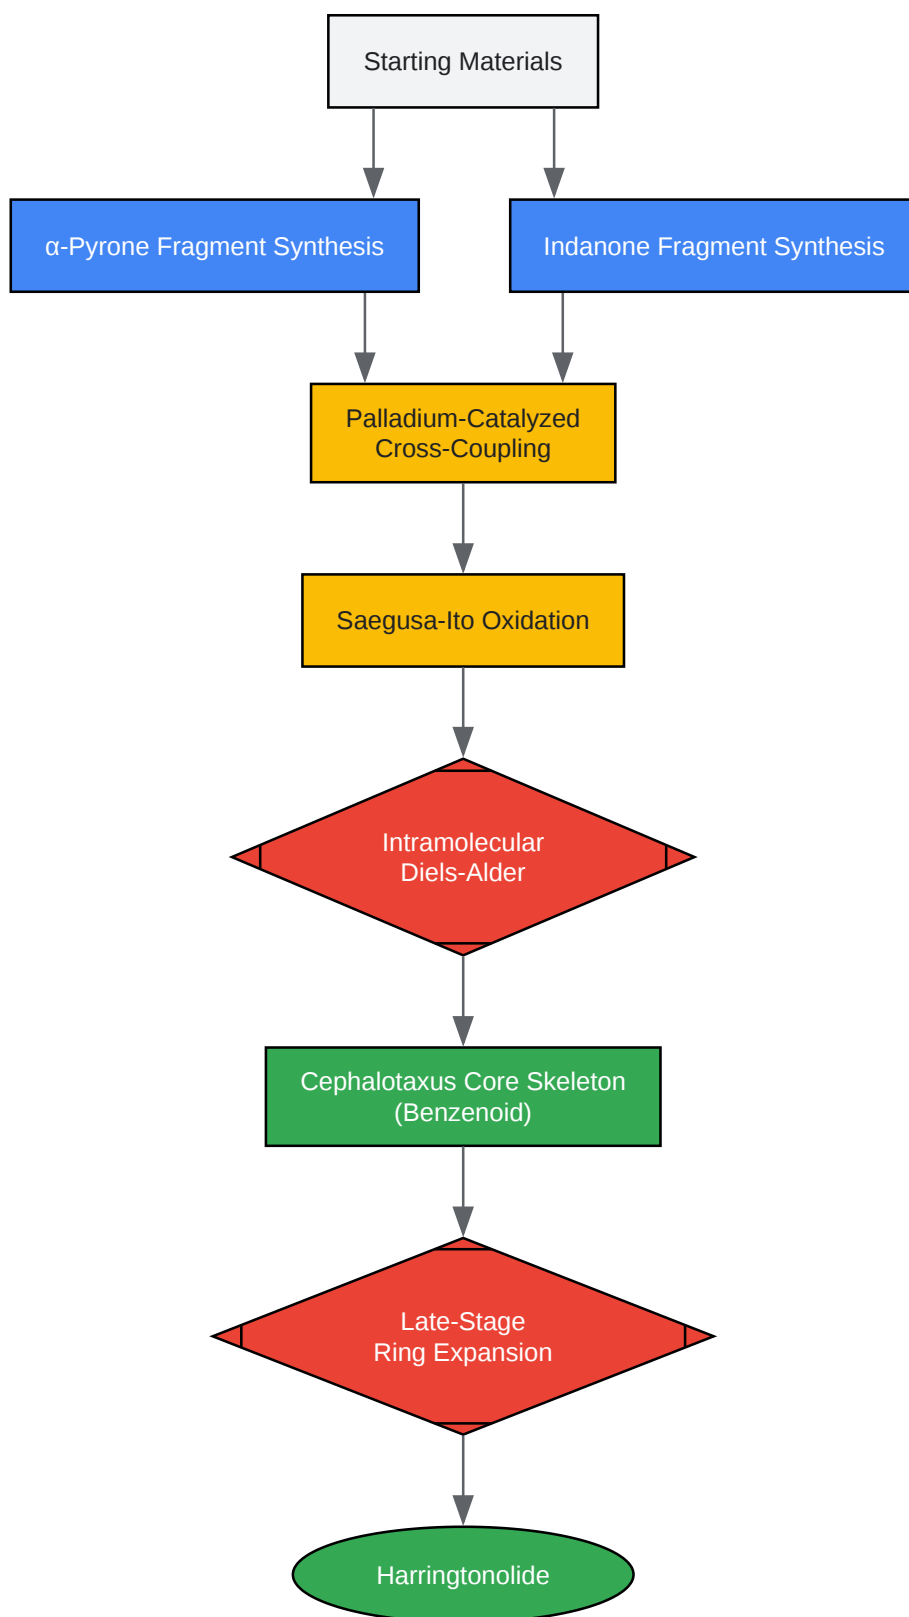 Starting Materials
α-Pyrone Fragment Synthesis
Indanone Fragment Synthesis
Palladium-Catalyzed
Cross-Coupling
Saegusa-Ito Oxidation
Intramolecular
Diels-Alder
Cephalotaxus Core Skeleton
(Benzenoid)
Late-Stage
Ring Expansion
Harringtonolide